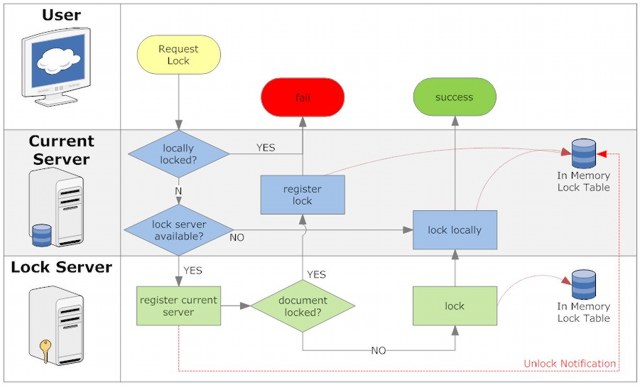 User
Request
Lock
fail
success
Current
Server
locally
locked?
YES
N
register
lock
In Memory
Lock Table
lock server
available?
NO
lock locally
Lock Server
YES
YES
register current
server
document
locked?
lock
In Memory
Lock Table
NO
Unlock Notification